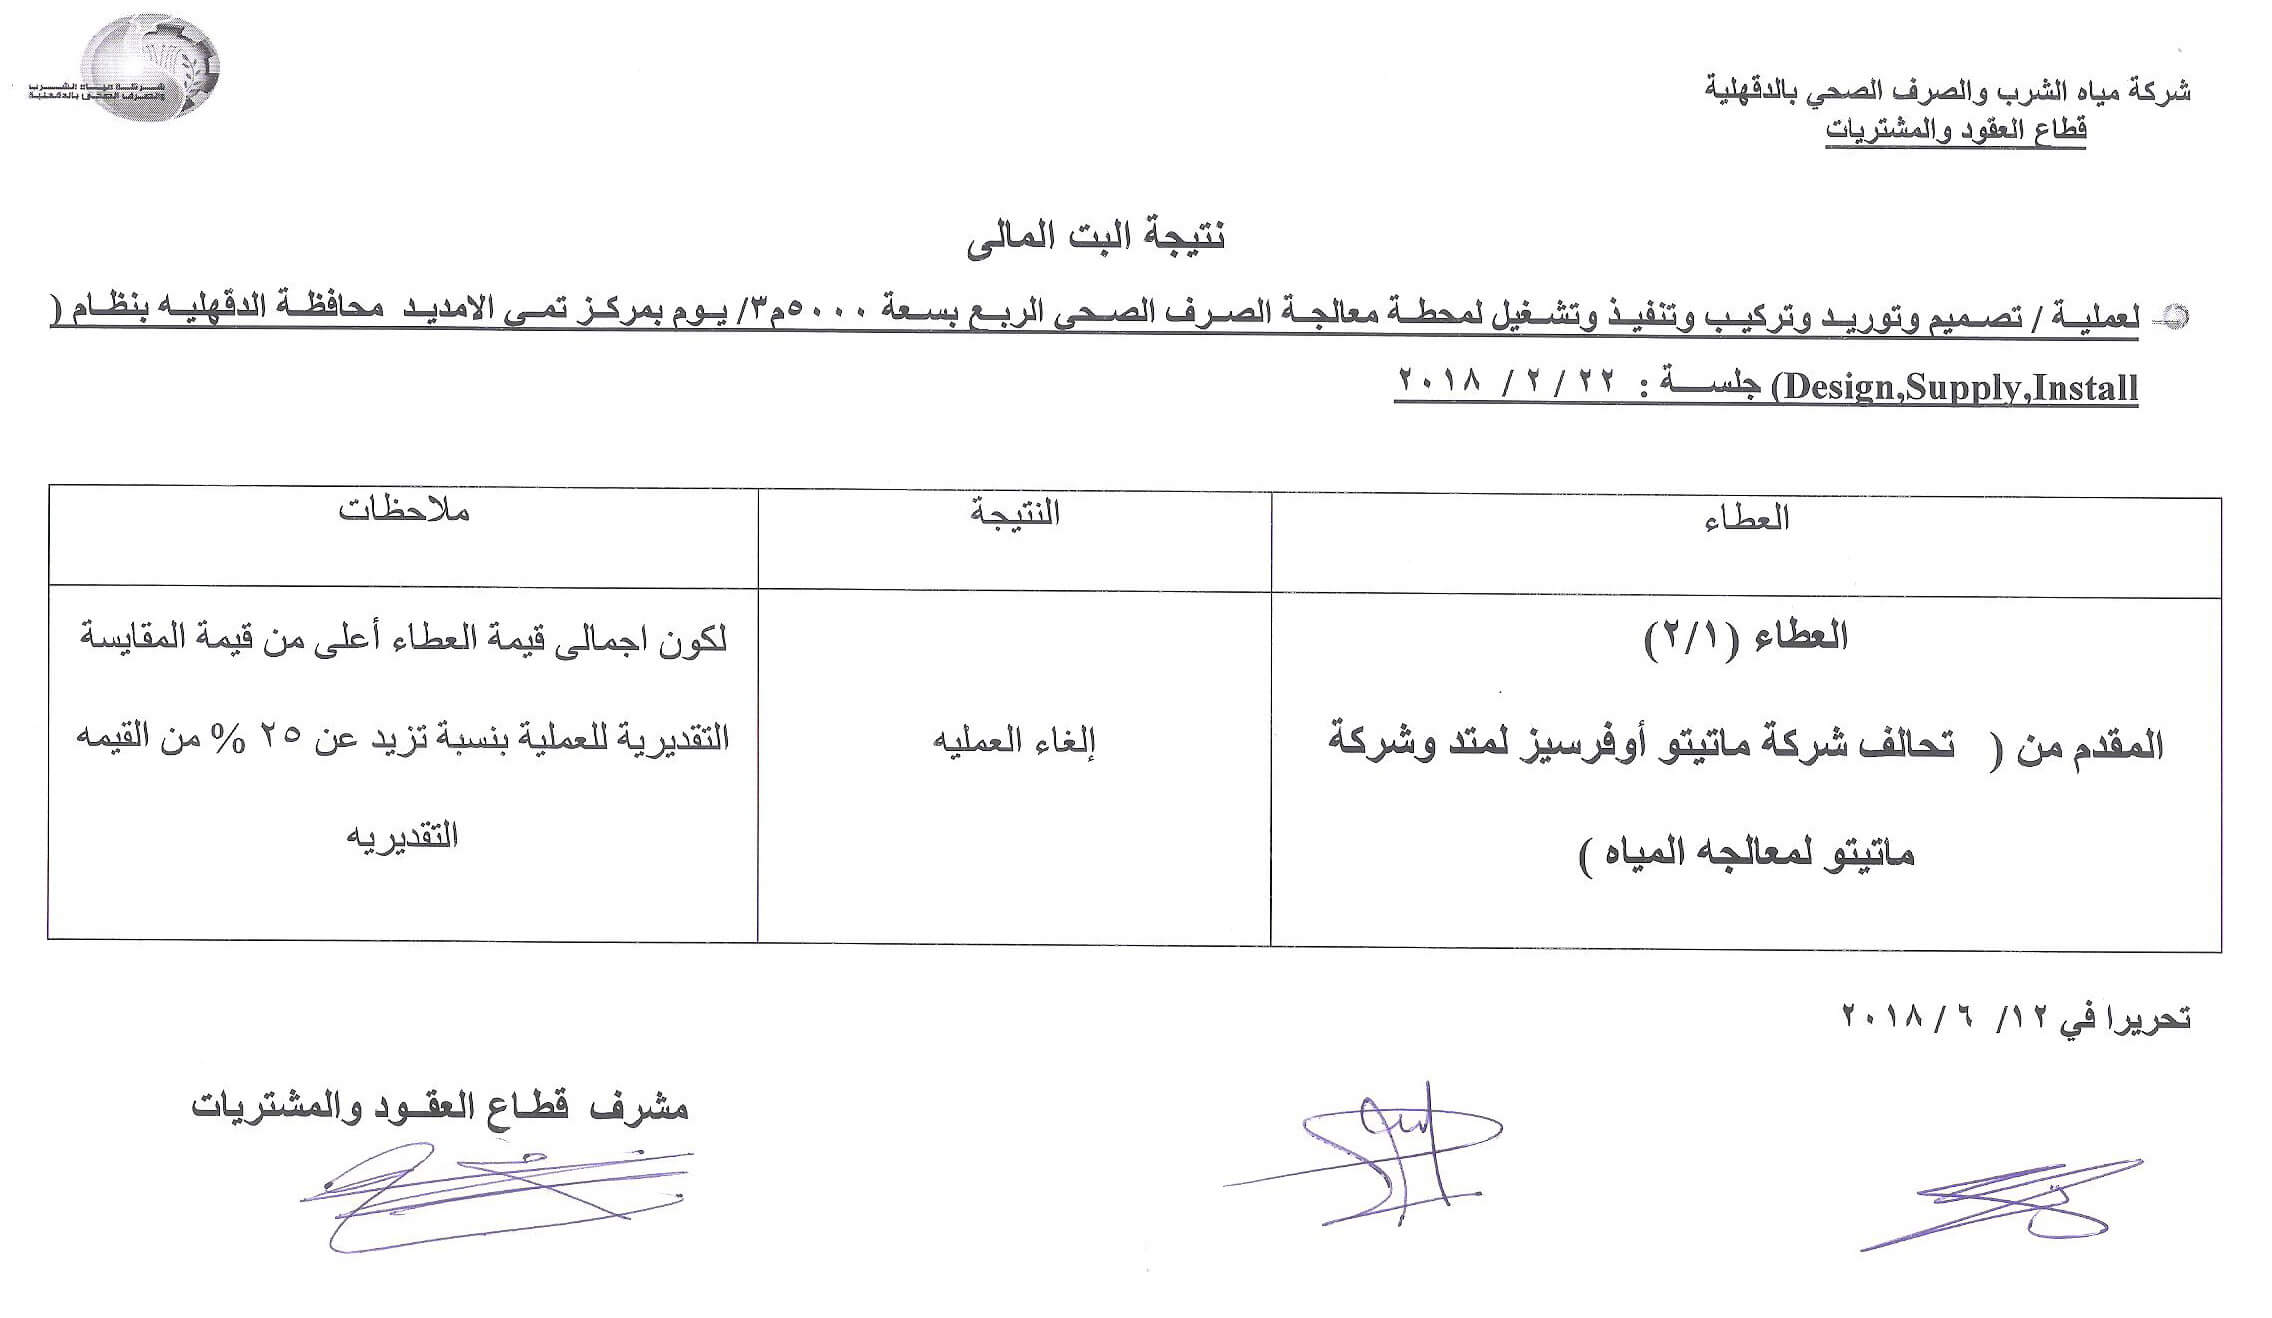 شركة مياه الشرب
والصرف الصحى بالدقهلية
شركة مياه الشرب والصرف الصحي بالدقهلية
قطاع العقود والمشتريات
نتيجة البت المالى
لعملية / تصميم وتوريد وتركيب وتنفيذ وتشغيل لمحطة معالجة الصرف الصحي الربع بسعة ٥٠٠٠م٣/ يوم بمركز تمي الامديد محافظة الدقهليه بنظام (
Design,Supply,Install) جلسة : ٢٢ / ٢ / ٢٠١٨
العطاء
النتيجة
ملاحظات
العطاء (٢/١)
المقدم من ( تحالف شركة ماتيتو أوفرسيز لمتد وشركة
ماتيتو لمعالجه المياه )
إلغاء العمليه
لكون اجمالى قيمة العطاء أعلى من قيمة المقايسة
التقديرية للعملية بنسبة تزيد عن ٢٥ % من القيمه
التقديريه
تحريرا في ١٢/ ٦ / ٢٠١٨
مشرف قطاع العقود والمشتريات